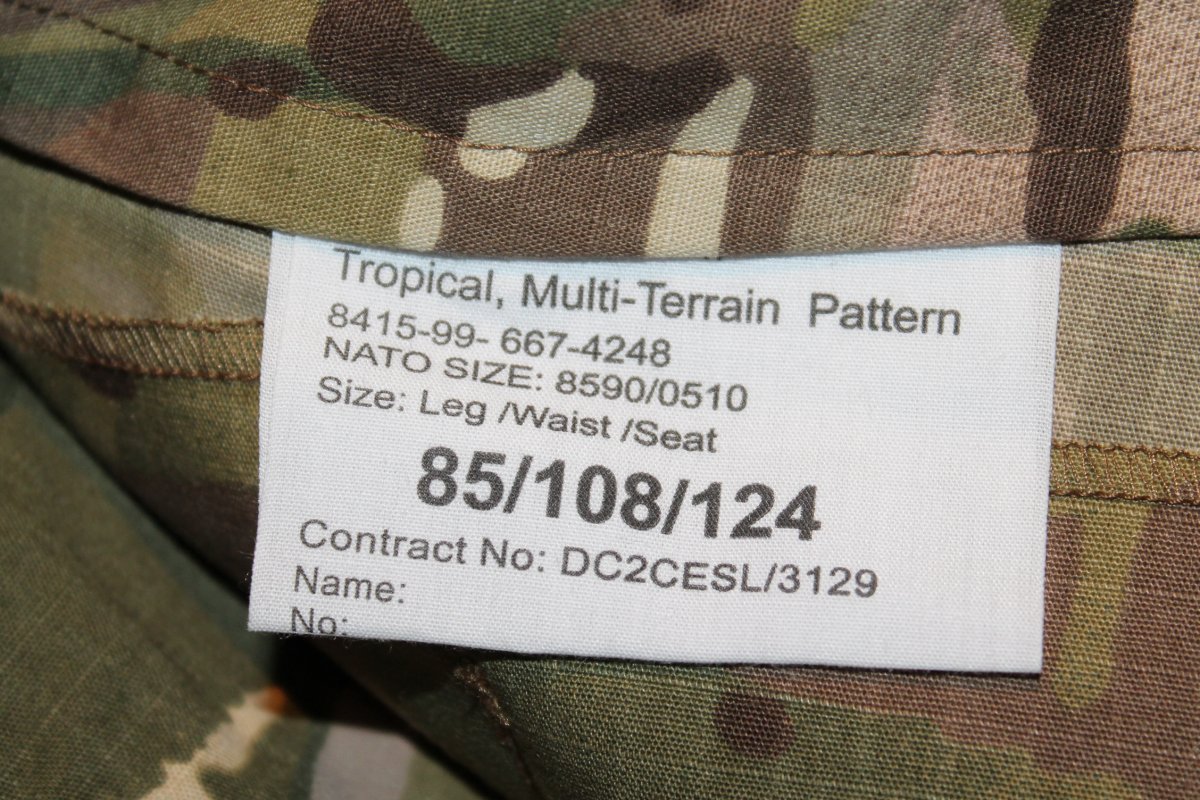 Tropical, Multi-Terrain Pattern
8415-99- 667-4248
NATO SIZE: 8590/0510
Size: Leg /Waist /Seat
85/108/124
Contract No: DC2CESL/3129
Name:
No: